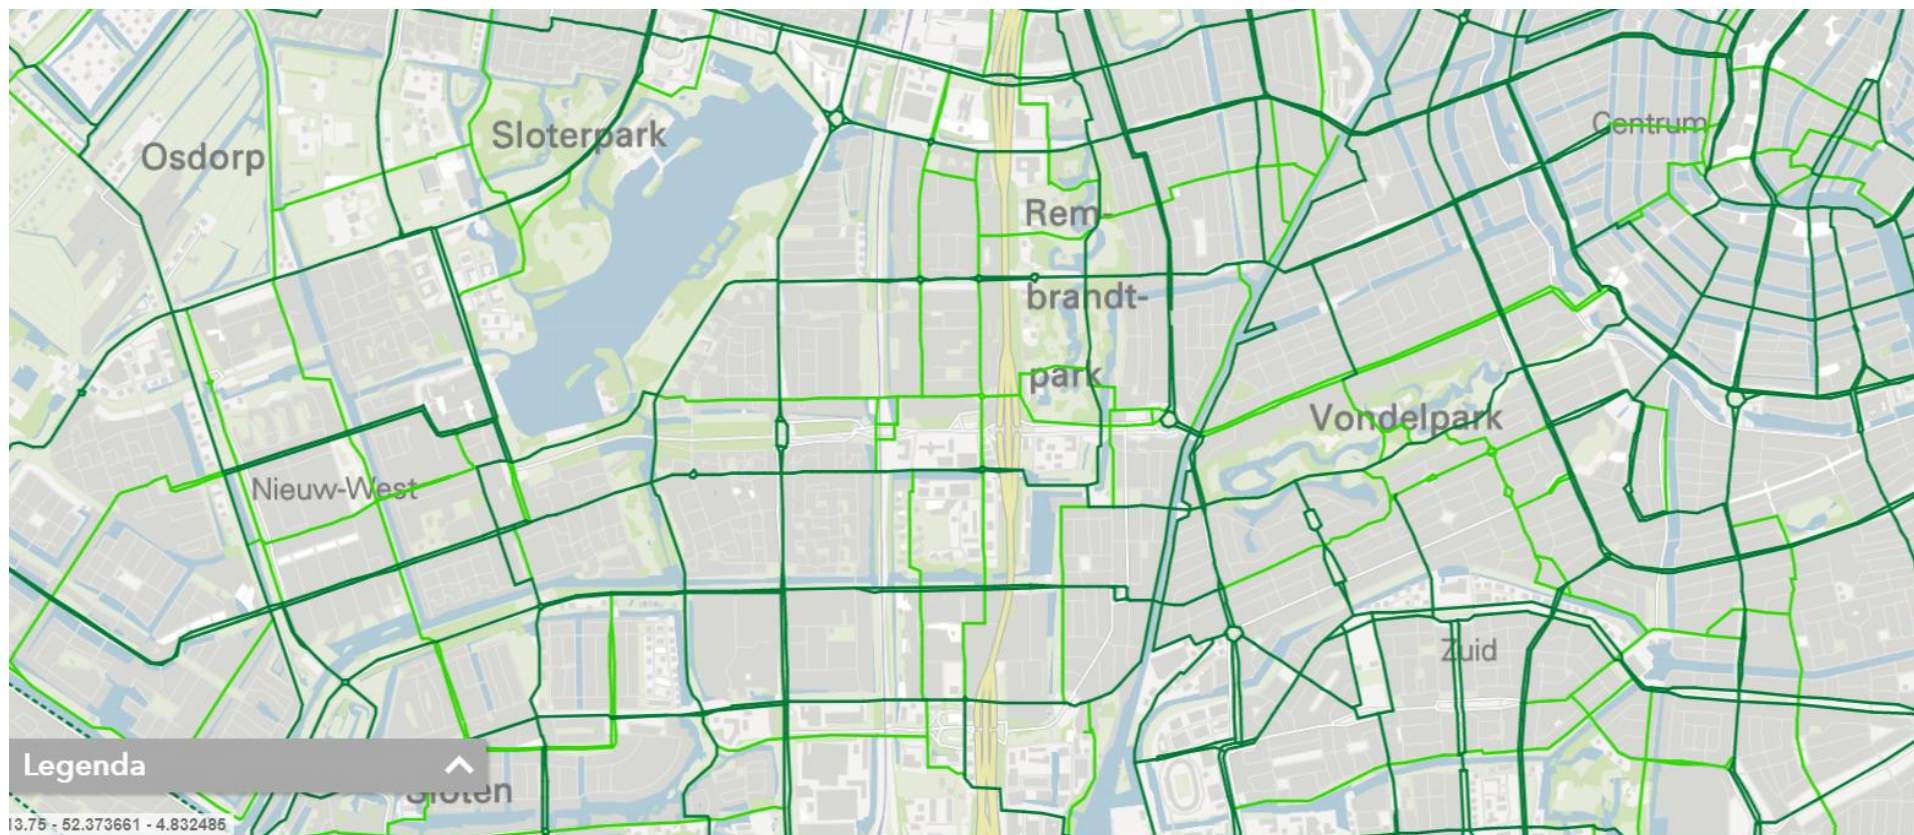 Centrum
Sloterpark
Osdorp
Rem-
brandt-
park
Vondelpark
Nieuw-West
Zuid
Legenda
Sloten
13.75 - 52.373661 - 4.832485